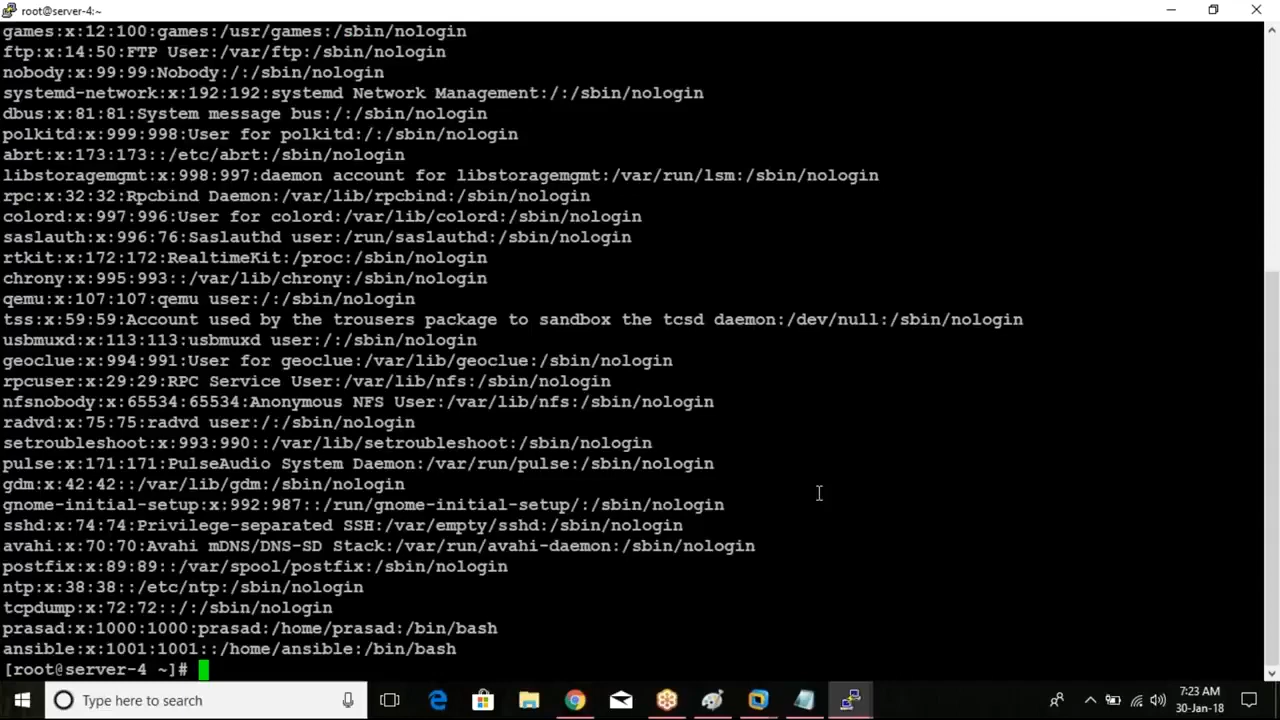 root@server-4:~
games:x:12:100:games:/usr/games:/sbin/nologin
ftp:x:14:50:FTP User:/var/ftp:/sbin/nologin
nobody:x:99:99:Nobody:/:/sbin/nologin
systemd-network:x:192:192:systemd Network Management:/:/sbin/nologin
dbus:x:81:81:System message bus:/:/sbin/nologin
polkitd:x:999:998:User for polkitd:/:/sbin/nologin
abrt:x:173:173::/etc/abrt:/sbin/nologin
libstoragemgmt:x:998:997:daemon account for libstoragemgmt:/var/run/lsm:/sbin/nologin
rpc:x:32:32:Rpcbind Daemon:/var/lib/rpcbind:/sbin/nologin
colord:x:997:996:User for colord:/var/lib/colord:/sbin/nologin
saslauth:x:996:76:Saslauthd user:/run/saslauthd:/sbin/nologin
rtkit:x:172:172:RealtimeKit:/proc:/sbin/nologin
chrony:x:995:993::/var/lib/chrony:/sbin/nologin
qemu:x:107:107:qemu user:/:/sbin/nologin
tss:x:59:59:Account used by the trousers package to sandbox the tcsd daemon:/dev/null:/sbin/nologin
usbmuxd:x:113:113:usbmuxd user:/:/sbin/nologin
geoclue:x:994:991:User for geoclue:/var/lib/geoclue:/sbin/nologin
rpcuser:x:29:29:RPC Service User:/var/lib/nfs:/sbin/nologin
nfsnobody:x:65534:65534:Anonymous NFS User:/var/lib/nfs:/sbin/nologin
radvd:x:75:75:radvd user:/:/sbin/nologin
setroubleshoot:x:993:990::/var/lib/setroubleshoot:/sbin/nologin
pulse:x:171:171:PulseAudio System Daemon:/var/run/pulse:/sbin/nologin
gdm:x:42:42::/var/lib/gdm:/sbin/nologin
gnome-initial-setup:x:992:987::/run/gnome-initial-setup/:/sbin/nologin
sshd:x:74:74:Privilege-separated SSH:/var/empty/sshd:/sbin/nologin
avahi:x:70:70:Avahi mDNS/DNS-SD Stack:/var/run/avahi-daemon:/sbin/nologin
postfix:x:89:89::/var/spool/postfix:/sbin/nologin
ntp:x:38:38::/etc/ntp:/sbin/nologin
tcpdump:x:72:72::/:/sbin/nologin
prasad:x:1000:1000:prasad:/home/prasad:/bin/bash
ansible:x:1001:1001::/home/ansible:/bin/bash
[root@server-4 ~]#
Type here to search
7:23 AM
30-Jan-18